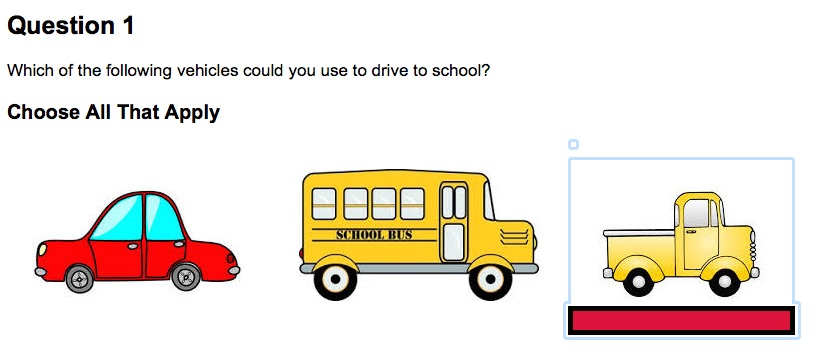 Question 1
Which of the following vehicles could you use to drive to school?
Choose All That Apply
SCHOOL BUS